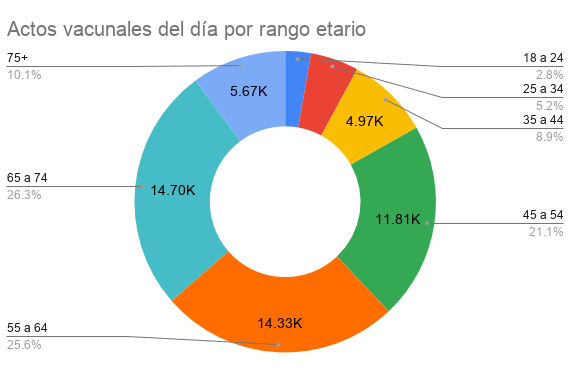 Actos vacunales del día por rango etario
75+
10.1%
18 a 24
2.8%
25 a 34
5.2%
35 a 44
8.9%
5.67K
4.97K
65 a 74
26.3%
14.70K
11.81K
45 a 54
21.1%
14.33K
55 a 64
25.6%